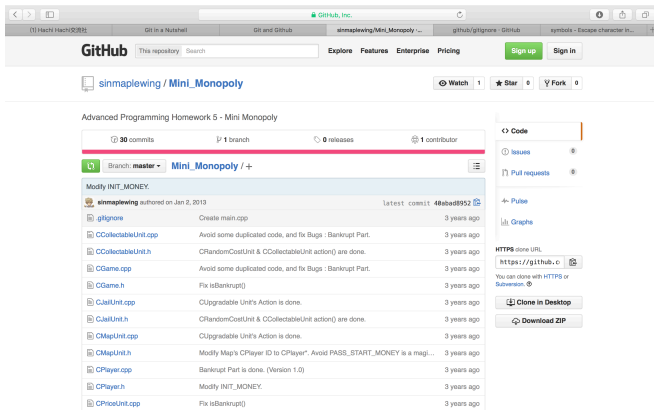 GitHub, Inc.
(1) Hachi Hachi交流社
Git in a Nutshell
Git and Github
sinmaplewing/Mini_Monopoly -...
github/gitignore · GitHub
symbols - Escape character in...
GitHub
This repository Search
Explore Features Enterprise Pricing
Sign up
Sign in
sinmaplewing / Mini_Monopoly
Watch 1
Star 0
Fork 0
Advanced Programming Homework 5 - Mini Monopoly
30 commits
1 branch
0 releases
1 contributor
Branch: master
Mini_Monopoly / +
Modify INIT_MONEY.
sinmaplewing authored on Jan 2, 2013
latest commit 40abad8952
.gitignore Create main.cpp 3 years ago
CCollectableUnit.cpp Avoid some duplicated code, and fix Bugs : Bankrupt Part. 3 years ago
CCollectableUnit.h CRandomCostUnit & CCollectableUnit action() are done. 3 years ago
CGame.cpp Avoid some duplicated code, and fix Bugs : Bankrupt Part. 3 years ago
CGame.h Fix isBankrupt() 3 years ago
CJailUnit.cpp CUpgradable Unit's Action is done. 3 years ago
CJailUnit.h CRandomCostUnit & CCollectableUnit action() are done. 3 years ago
CMapUnit.cpp CUpgradable Unit's Action is done. 3 years ago
CMapUnit.h Modify Map's CPlayer ID to CPlayer*. Avoid PASS_START_MONEY is a magi... 3 years ago
CPlayer.cpp Bankrupt Part is done. (Version 1.0) 3 years ago
CPlayer.h Modify INIT_MONEY. 3 years ago
CPriceUnit.cpp Fix isBankrupt() 3 years ago
Code
Issues 0
Pull requests 0
Pulse
Graphs
HTTPS clone URL
https://github.c
You can clone with HTTPS or
Subversion.
Clone in Desktop
Download ZIP